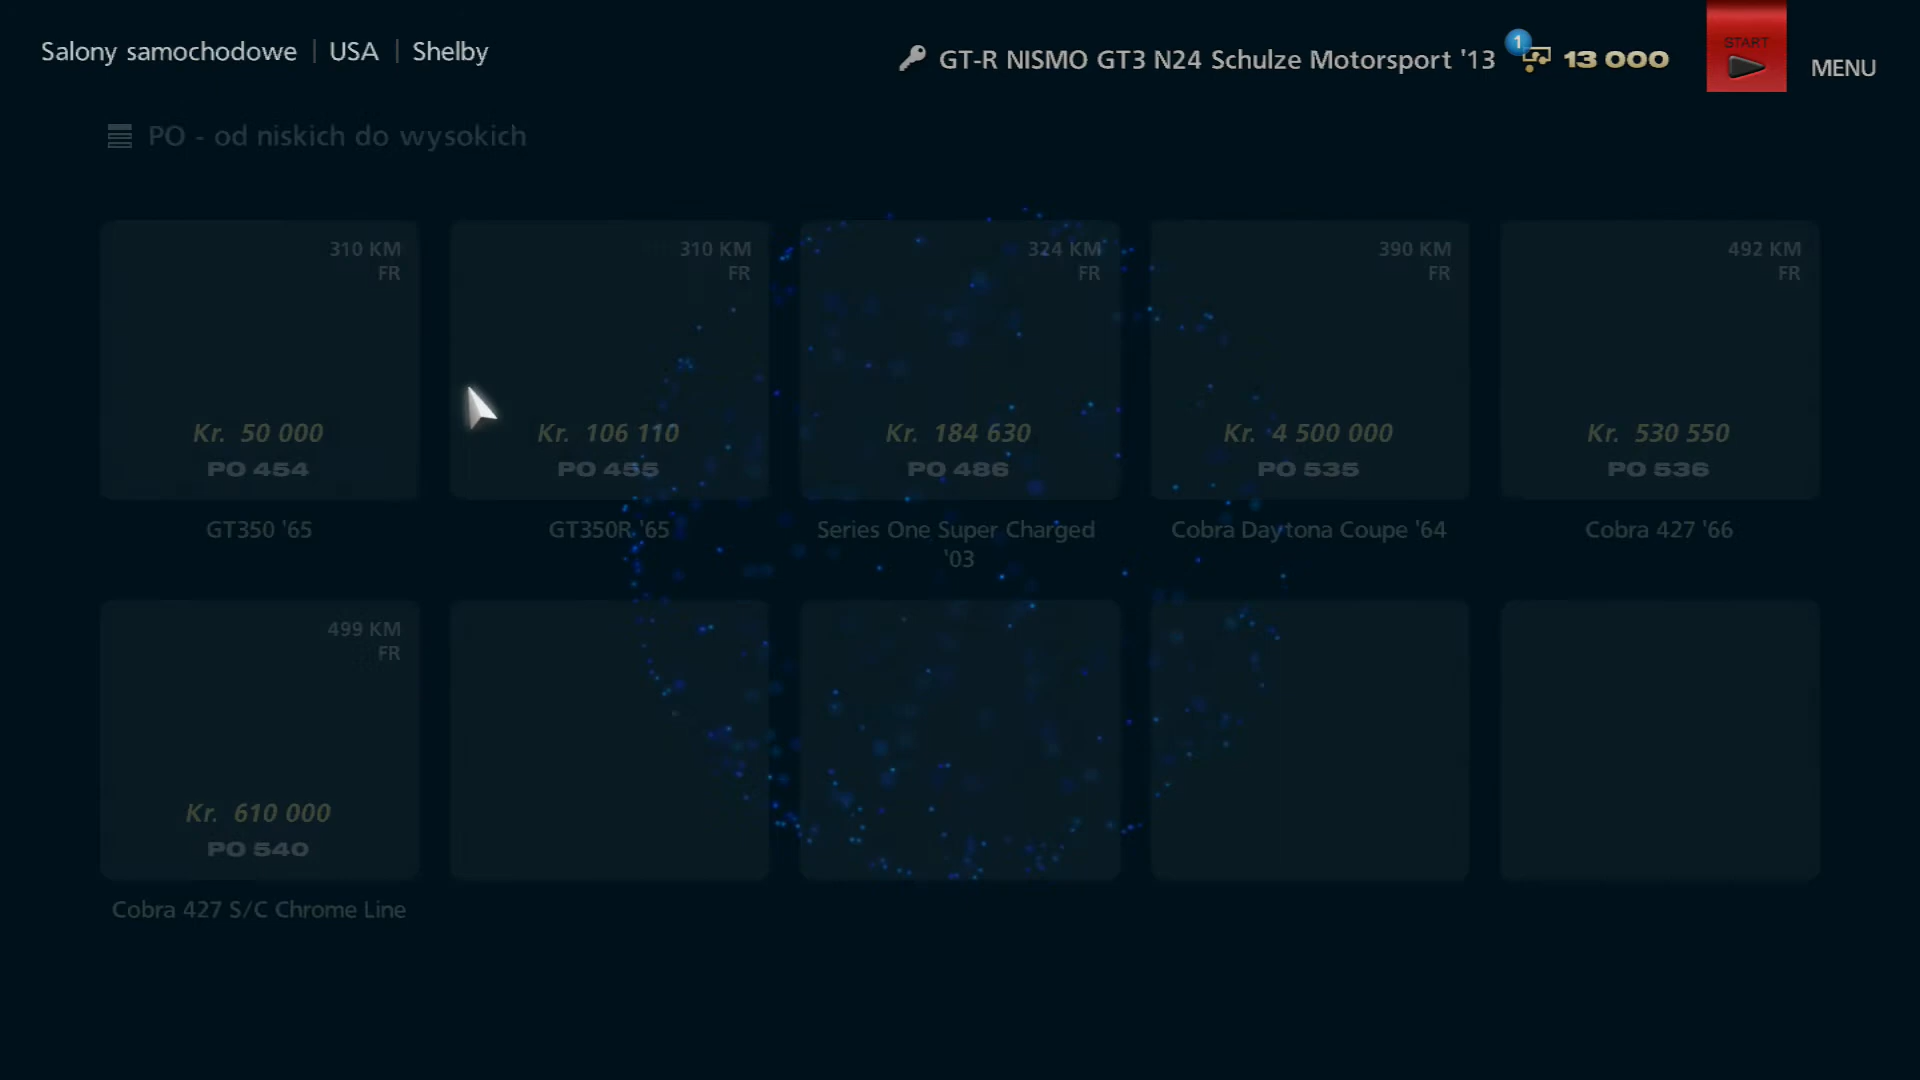 Salony samochodowe | USA | Shelby
GT-R NISMO GT3 N24 Schulze Motorsport '13
1
13 000
START
MENU
PO - od niskich do wysokich
310 KM
FR
Kr. 50 000
PO 454
GT350 '65
310 KM
FR
Kr. 106 110
PO 455
GT350R '65
324 KM
FR
Kr. 184 630
PO 486
Series One Super Charged
'03
390 KM
FR
Kr. 4 500 000
PO 535
Cobra Daytona Coupe '64
492 KM
FR
Kr. 530 550
PO 536
Cobra 427 '66
499 KM
FR
Kr. 610 000
PO 540
Cobra 427 S/C Chrome Line